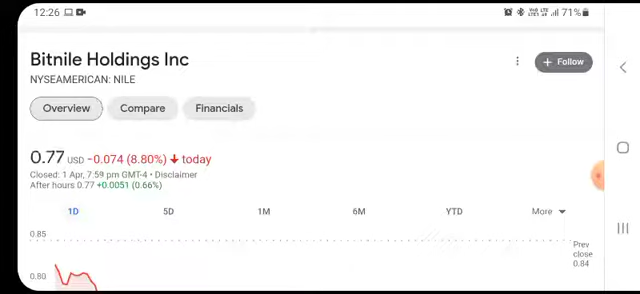 12:26 71%
Bitnile Holdings Inc
+ Follow
NYSEAMERICAN: NILE
Overview Compare Financials
0.77 USD −0.074 (8.80%) today
Closed: 1 Apr, 7:59 pm GMT-4 • Disclaimer
After hours 0.77 +0.0051 (0.66%)
1D 5D 1M 6M YTD More
0.85
Prev
close
0.84
0.80